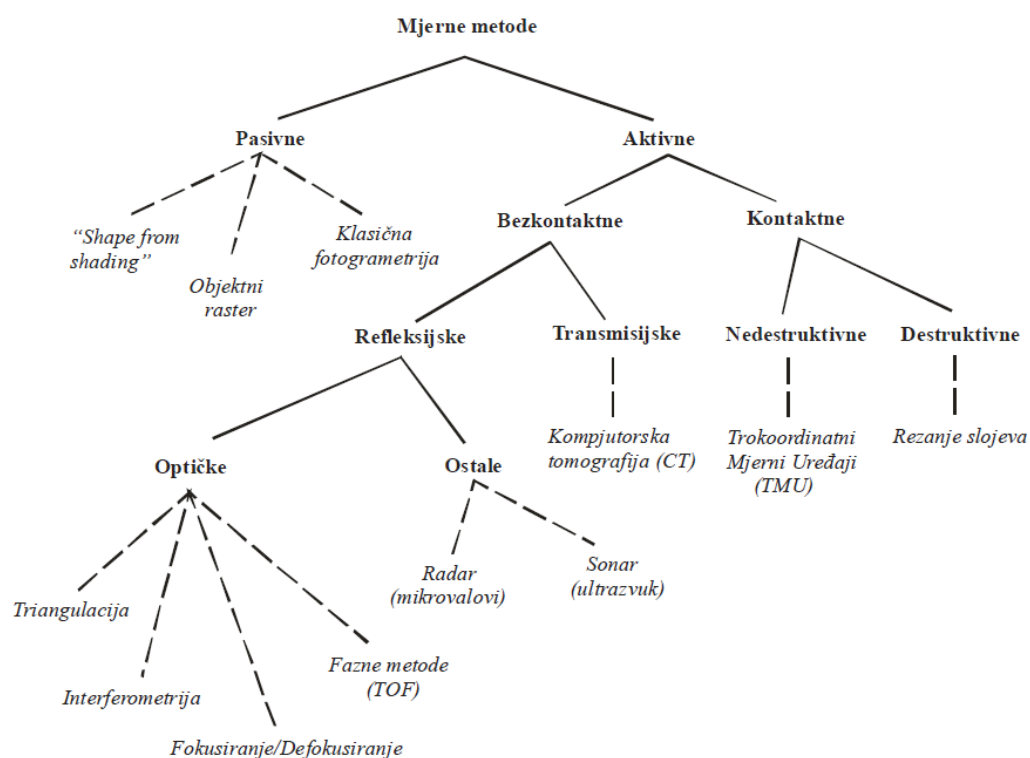 Mjerne metode
Pasivne
Aktivne
“Shape from
shading”
Objektni
raster
Klasična
fotogrametrija
Bezkontaktne
Kontaktne
Refleksijske
Transmisijske
Nedestruktivne
Destruktivne
Optičke
Ostale
Kompjutorska
tomografija (CT)
Trokoordinatni
Mjerni Uređaji
(TMU)
Rezanje slojeva
Triangulacija
Interferometrija
Fokusiranje/Defokusiranje
Fazne metode
(TOF)
Radar
(mikrovalovi)
Sonar
(ultrazvuk)